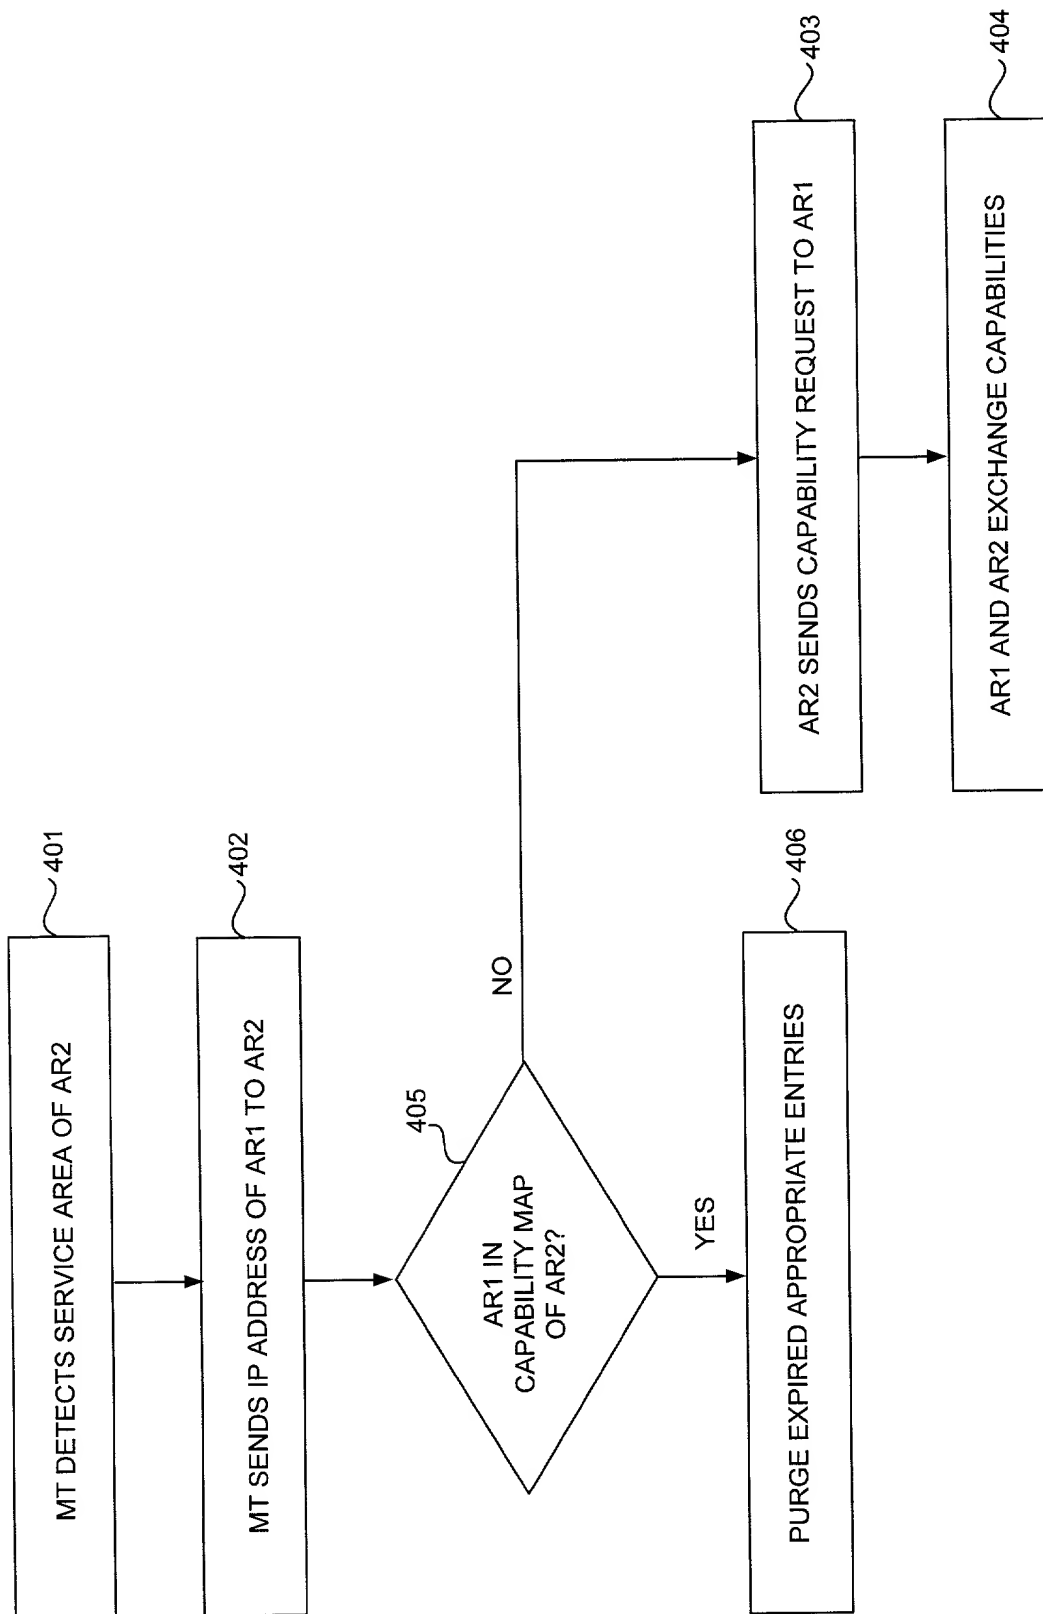 MT DETECTS SERVICE AREA OF AR2
401
MT SENDS IP ADDRESS OF AR1 TO AR2
402
AR1 IN
CAPABILITY MAP
OF AR2?
405
NO
YES
AR2 SENDS CAPABILITY REQUEST TO AR1
403
AR1 AND AR2 EXCHANGE CAPABILITIES
404
PURGE EXPIRED APPROPRIATE ENTRIES
406